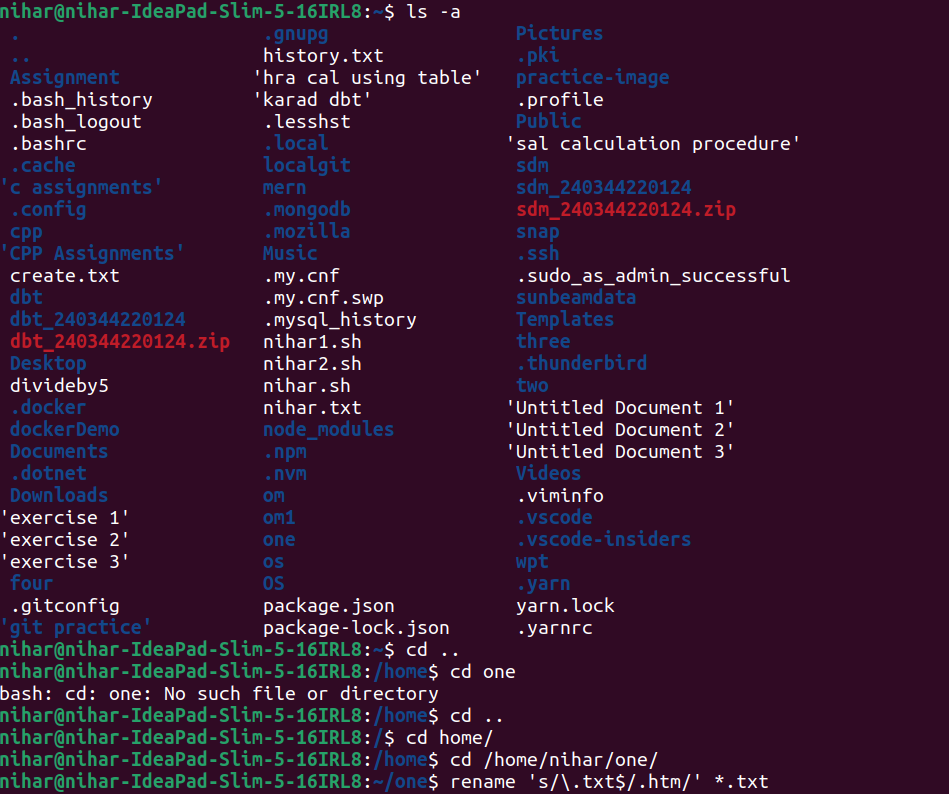 nihar@nihar-IdeaPad-Slim-5-16IRL8:~$ ls -a
. .gnupg Pictures
.. history.txt .pki
Assignment 'hra cal using table' practice-image
.bash_history 'karad dbt' .profile
.bash_logout .lesshst Public
.bashrc .local 'sal calculation procedure'
.cache localgit sdm
'c assignments' mern sdm_240344220124
.config .mongodb sdm_240344220124.zip
cpp .mozilla snap
'CPP Assignments' Music .ssh
create.txt .my.cnf .sudo_as_admin_successful
dbt .my.cnf.swp sunbeamdata
dbt_240344220124 .mysql_history Templates
dbt_240344220124.zip nihar1.sh three
Desktop nihar2.sh .thunderbird
divideby5 nihar.sh two
.docker nihar.txt 'Untitled Document 1'
dockerDemo node_modules 'Untitled Document 2'
Documents .npm 'Untitled Document 3'
.dotnet .nvm Videos
Downloads om .viminfo
'exercise 1' om1 .vscode
'exercise 2' one .vscode-insiders
'exercise 3' os wpt
four OS .yarn
.gitconfig package.json yarn.lock
'git practice' package-lock.json .yarnrc
nihar@nihar-IdeaPad-Slim-5-16IRL8:~$ cd ..
nihar@nihar-IdeaPad-Slim-5-16IRL8:/home$ cd one
bash: cd: one: No such file or directory
nihar@nihar-IdeaPad-Slim-5-16IRL8:/home$ cd ..
nihar@nihar-IdeaPad-Slim-5-16IRL8:/$ cd home/
nihar@nihar-IdeaPad-Slim-5-16IRL8:/home$ cd /home/nihar/one/
nihar@nihar-IdeaPad-Slim-5-16IRL8:~/one$ rename 's/\.txt$/.htm/' *.txt